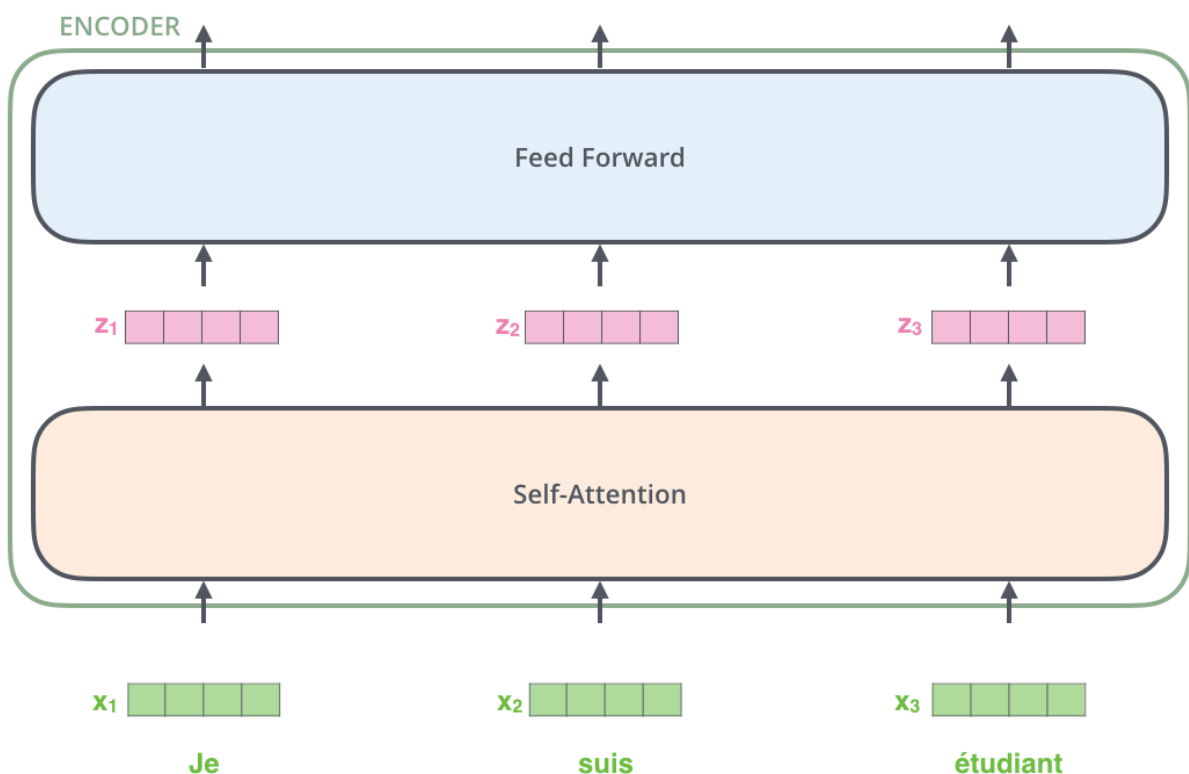 ENCODER
Feed Forward
z₁ z₂ z₃
Self-Attention
x₁ x₂ x₃
Je suis étudiant